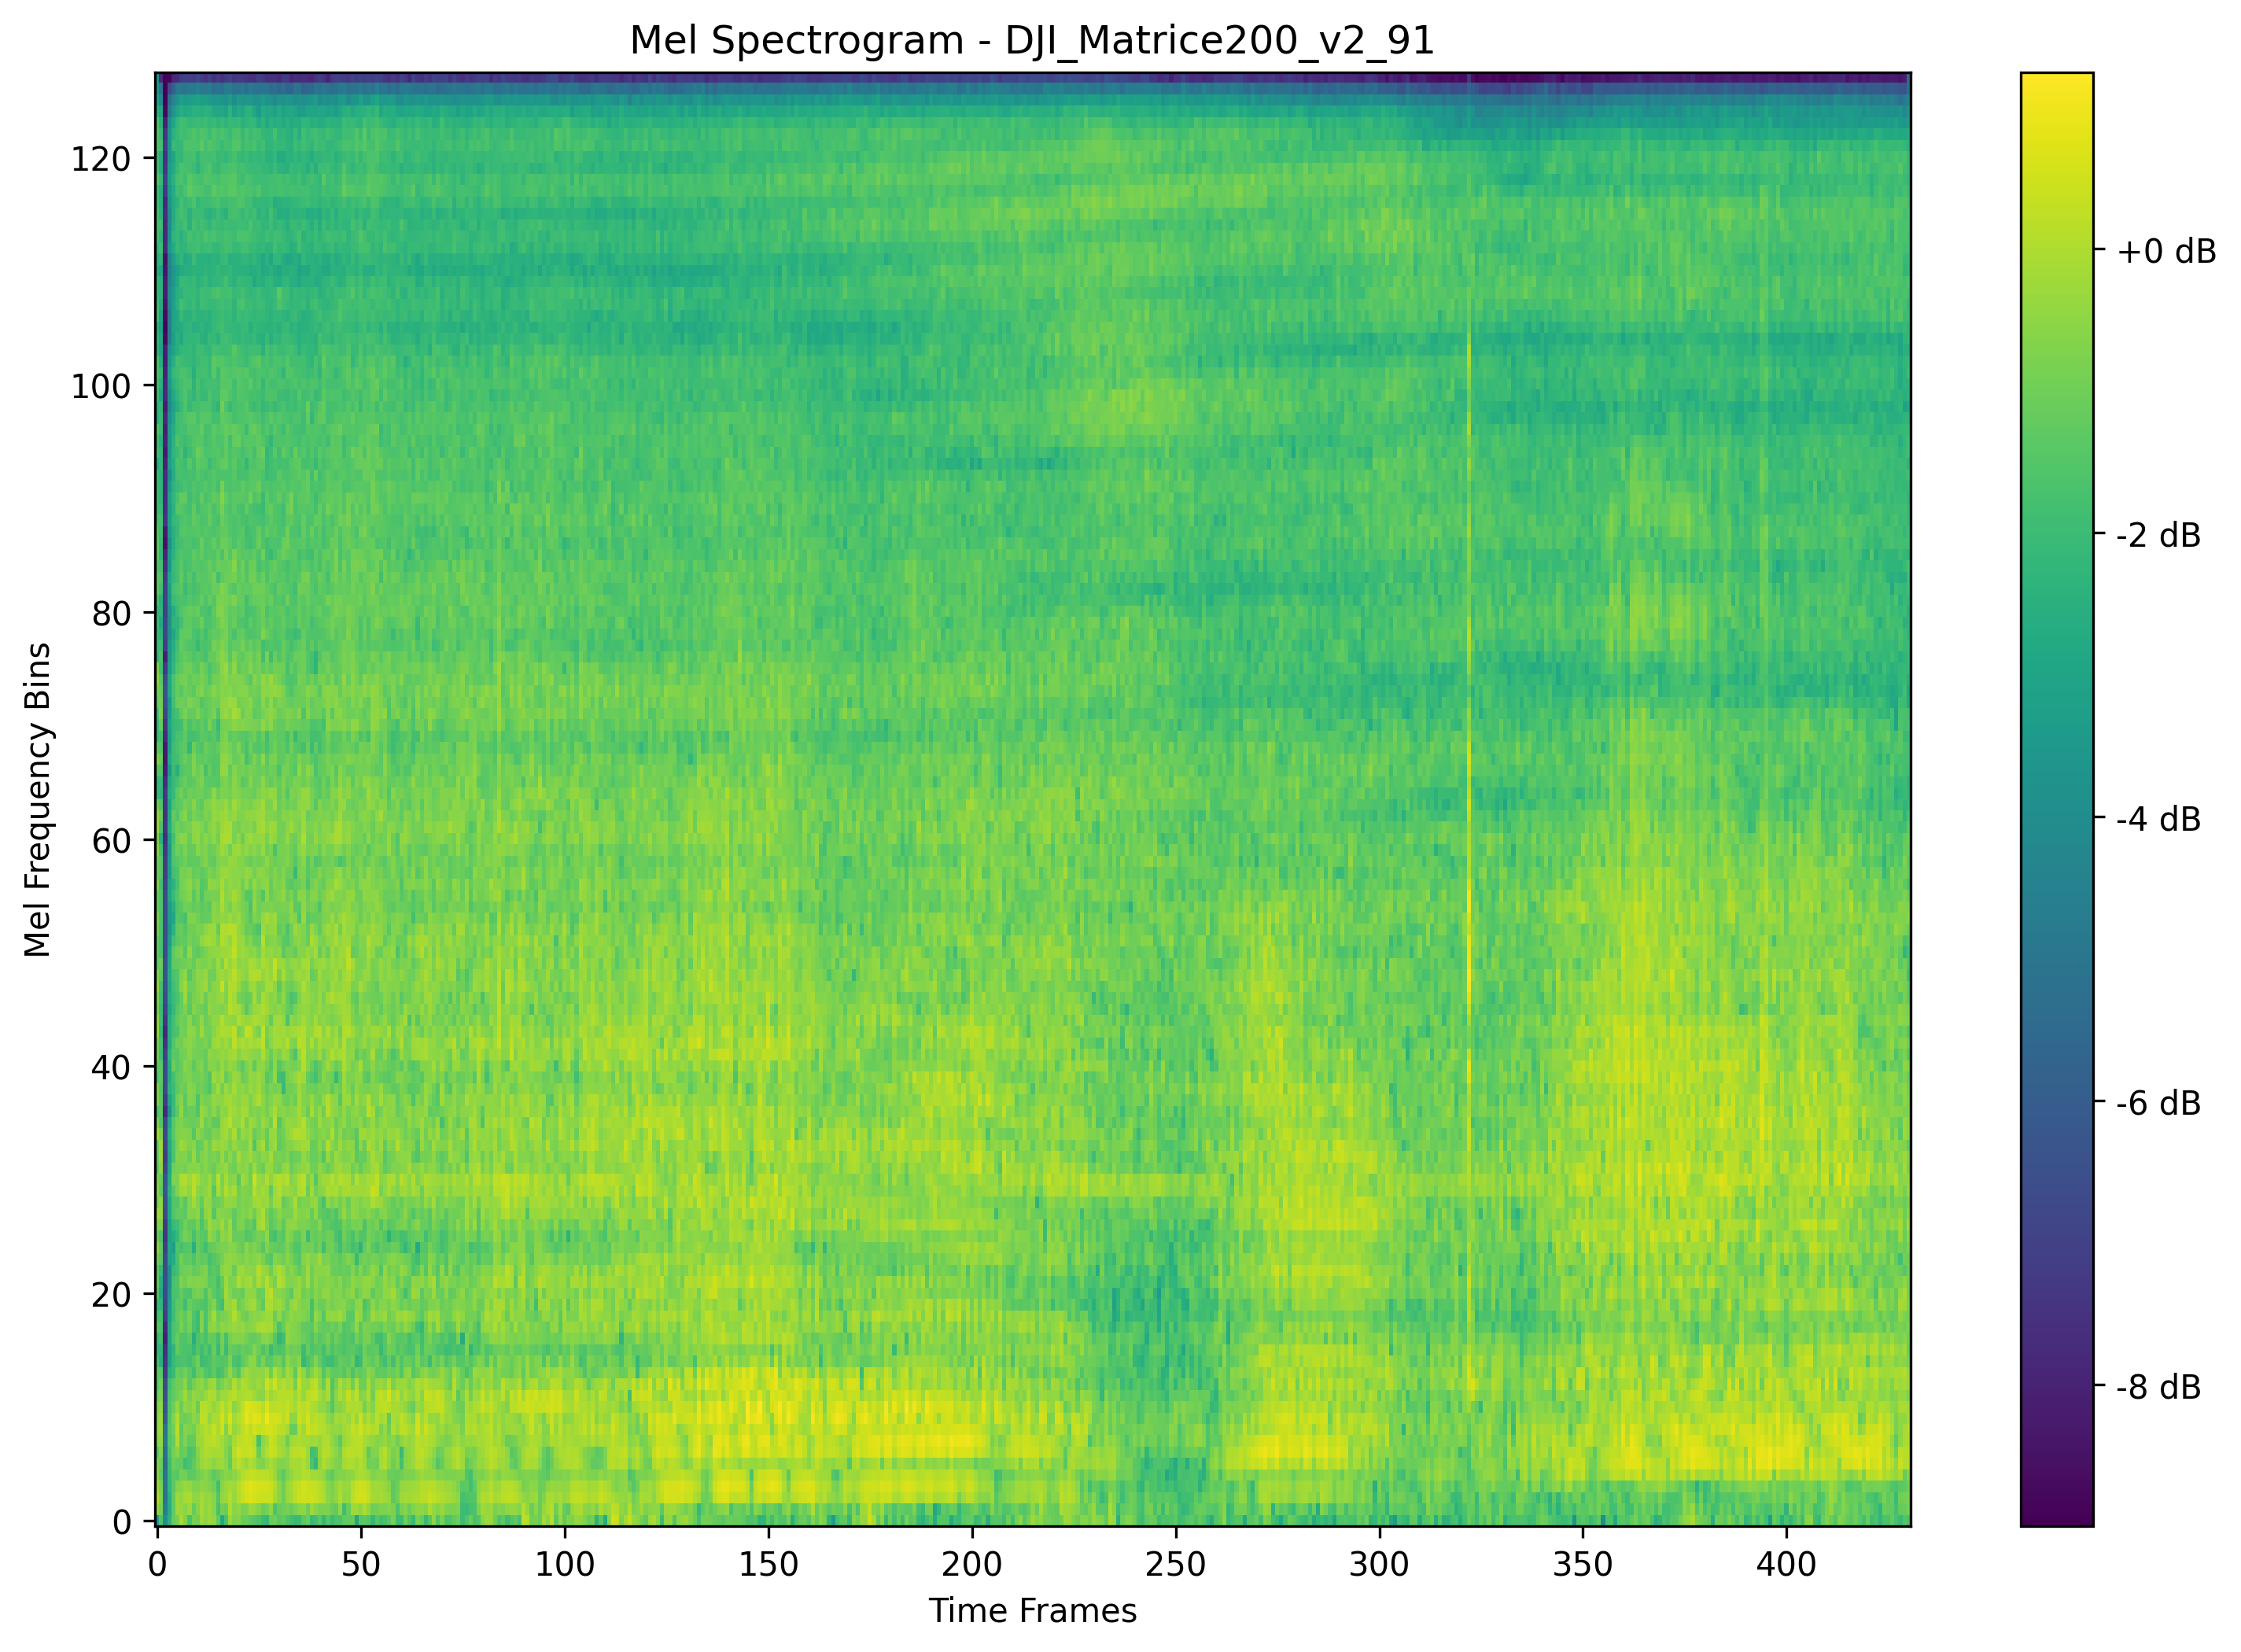 Mel Spectrogram - DJI_Matrice200_v2_91
Mel Frequency Bins
120
100
80
60
40
20
0
0 50 100 150 200 250 300 350 400
Time Frames
+0 dB
-2 dB
-4 dB
-6 dB
-8 dB